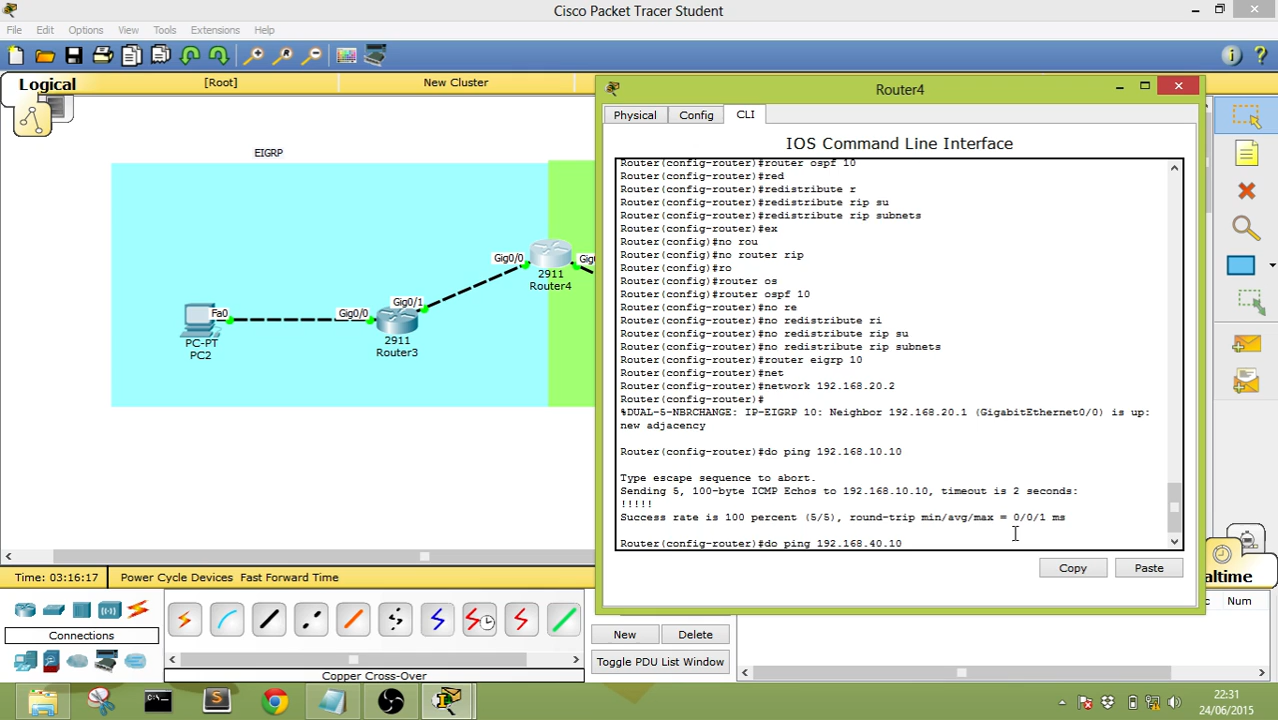 Cisco Packet Tracer Student
File Edit Options View Tools Extensions Help
Logical
[Root]
New Cluster
EIGRP
Fa0
PC-PT
PC2
Gig0/0
Gig0/1
2911
Router3
Gig0/0
2911
Router4
Router4
Physical Config CLI
IOS Command Line Interface
Router(config-router)#router ospf 10
Router(config-router)#red
Router(config-router)#redistribute r
Router(config-router)#redistribute rip su
Router(config-router)#redistribute rip subnets
Router(config-router)#ex
Router(config)#no rou
Router(config)#no router rip
Router(config)#ro
Router(config)#router os
Router(config)#router ospf 10
Router(config-router)#no re
Router(config-router)#no redistribute ri
Router(config-router)#no redistribute rip su
Router(config-router)#no redistribute rip subnets
Router(config-router)#router eigrp 10
Router(config-router)#net
Router(config-router)#network 192.168.20.2
Router(config-router)#
%DUAL-5-NBRCHANGE: IP-EIGRP 10: Neighbor 192.168.20.1 (GigabitEthernet0/0) is up:
new adjacency
Router(config-router)#do ping 192.168.10.10
Type escape sequence to abort.
Sending 5, 100-byte ICMP Echos to 192.168.10.10, timeout is 2 seconds:
!!!!!
Success rate is 100 percent (5/5), round-trip min/avg/max = 0/0/1 ms
Router(config-router)#do ping 192.168.40.10
Copy Paste
Time: 03:16:17 Power Cycle Devices Fast Forward Time
Connections
Copper Cross-Over
New Delete
Toggle PDU List Window
Num
22:31
24/06/2015